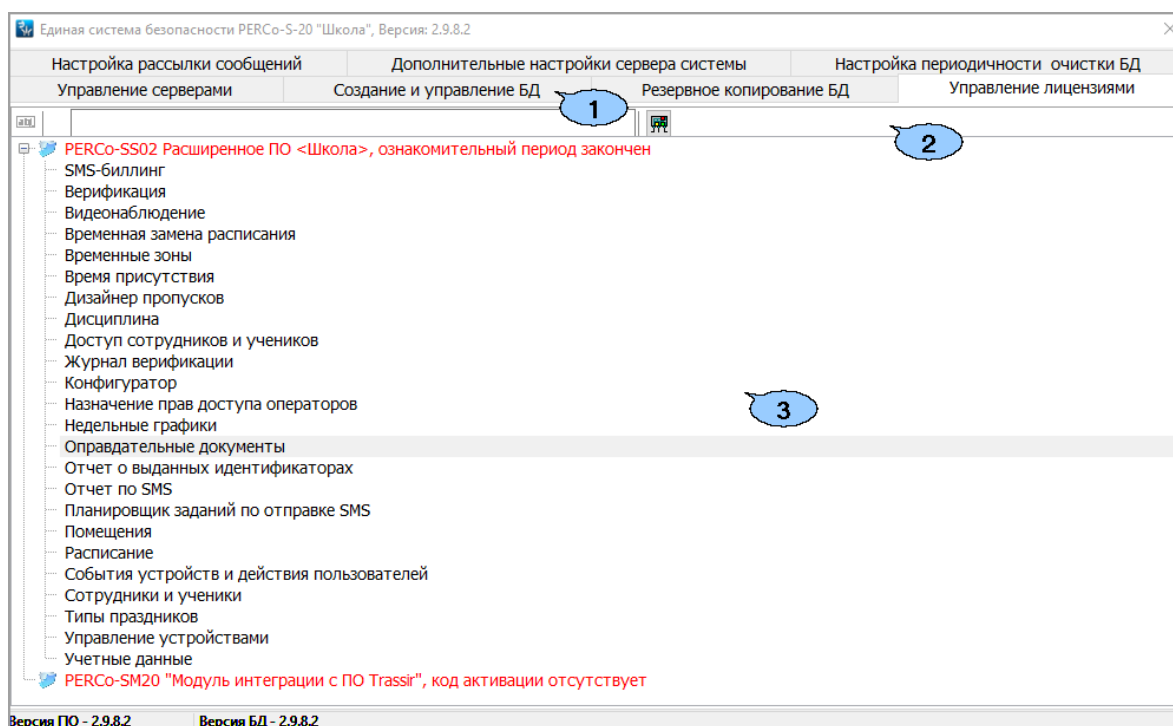 Единая система безопасности PERCo-S-20 "Школа", Версия: 2.9.8.2
Настройка рассылки сообщений Дополнительные настройки сервера системы Настройка периодичности очистки БД
Управление серверами Создание и управление БД Резервное копирование БД Управление лицензиями
1
2
PERCo-SS02 Расширенное ПО <Школа>, ознакомительный период закончен
SMS-биллинг
Верификация
Видеонаблюдение
Временная замена расписания
Временные зоны
Время присутствия
Дизайнер пропусков
Дисциплина
Доступ сотрудников и учеников
Журнал верификации
Конфигуратор
Назначение прав доступа операторов
3
Недельные графики
Оправдательные документы
Отчет о выданных идентификаторах
Отчет по SMS
Планировщик заданий по отправке SMS
Помещения
Расписание
События устройств и действия пользователей
Сотрудники и ученики
Типы праздников
Управление устройствами
Учетные данные
PERCo-SM20 "Модуль интеграции с ПО Trassir", код активации отсутствует
Версия ПО - 2.9.8.2 Версия БД - 2.9.8.2